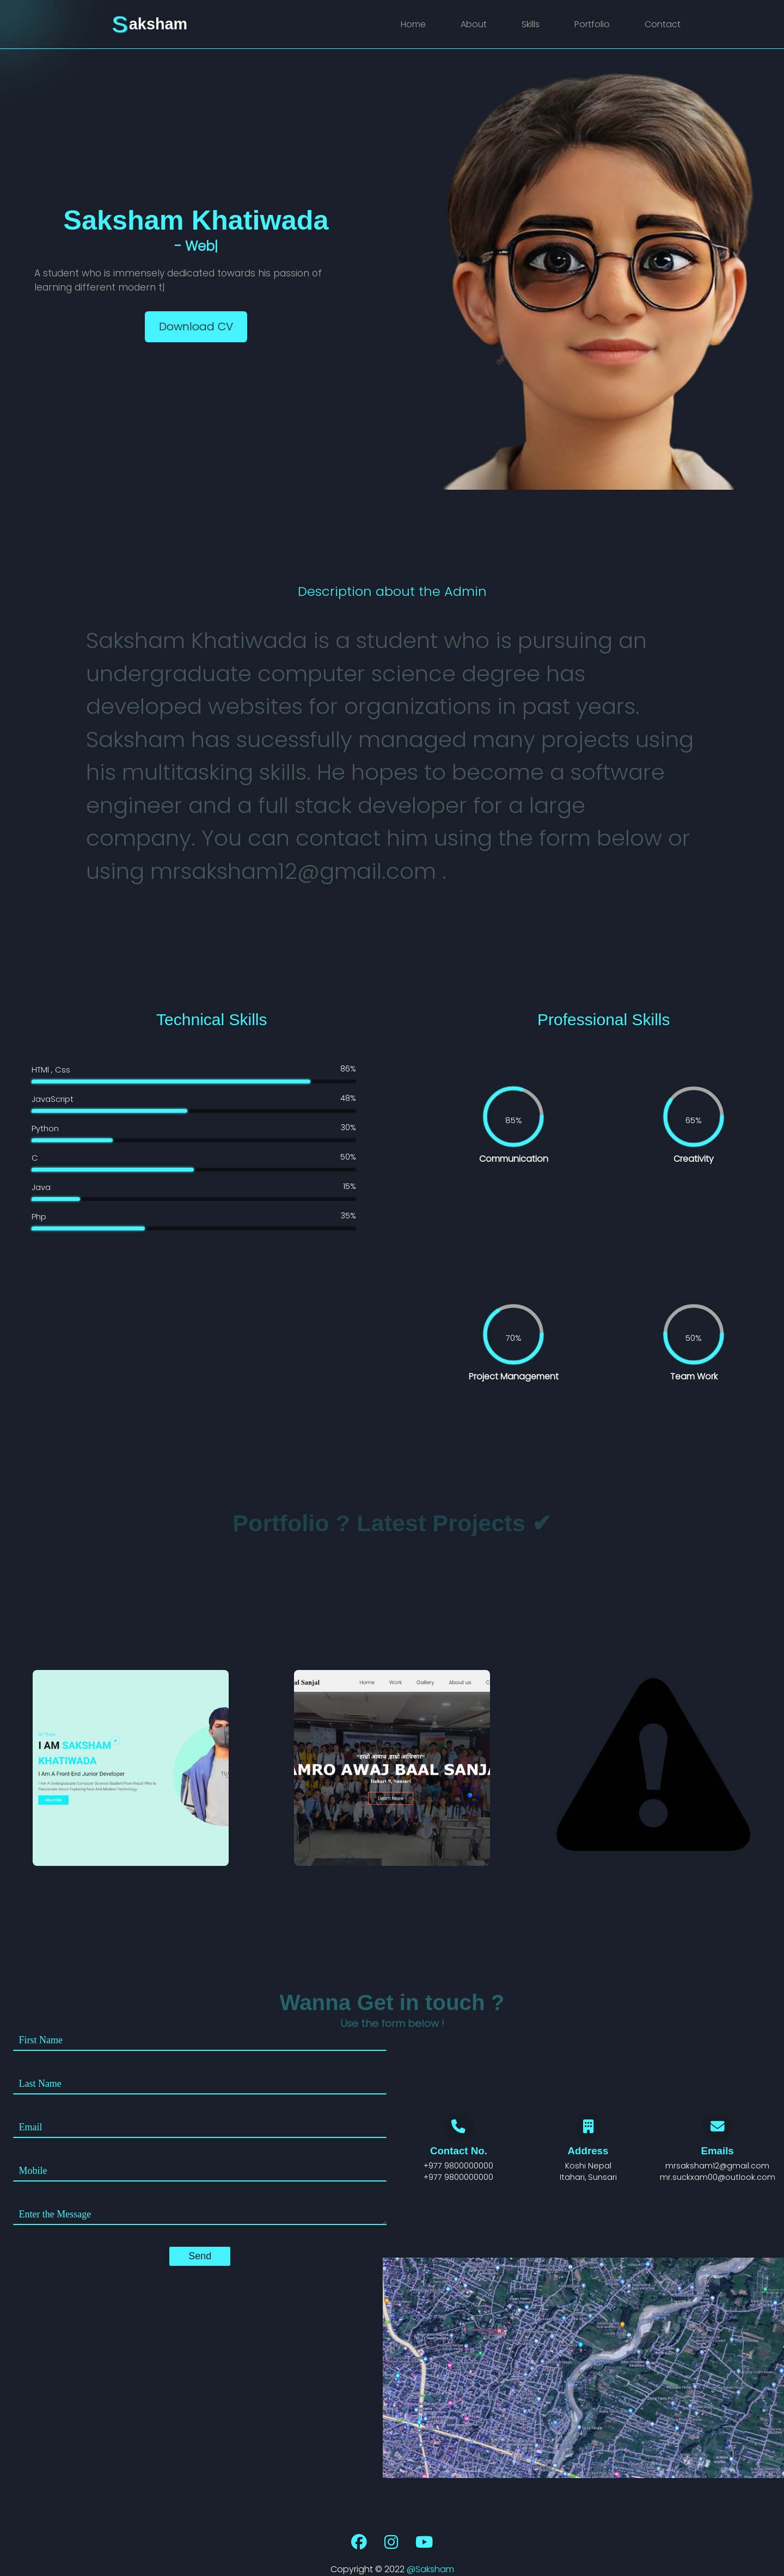 Saksham
Home About Skills Portfolio Contact
Saksham Khatiwada
- Web|
A student who is immensely dedicated towards his passion of
learning different modern t|
Download CV
Description about the Admin
Saksham Khatiwada is a student who is pursuing an
undergraduate computer science degree has
developed websites for organizations in past years.
Saksham has sucessfully managed many projects using
his multitasking skills. He hopes to become a software
engineer and a full stack developer for a large
company. You can contact him using the form below or
using mrsaksham12@gmail.com .
Technical Skills
HTMl , Css 86%
JavaScript 48%
Python 30%
C 50%
Java 15%
Php 35%
Professional Skills
85% 65%
Communication Creativity
70% 50%
Project Management Team Work
Portfolio ? Latest Projects ✔
I AM SAKSHAM
KHATIWADA
I Am A Front End Junior Developer
al Sanjal Home Work Gallery About us C
AMRO AWAJ BAAL SANJA
Itahari-9, Sunsari
Learn More
Wanna Get in touch ?
Use the form below !
First Name
Last Name
Email
Mobile
Enter the Message
Send
Contact No.
+977 9800000000
+977 9800000000
Address
Koshi Nepal
Itahari, Sunsari
Emails
mrsaksham12@gmail.com
mr.suckxam00@outlook.com
Copyright © 2022 @Saksham